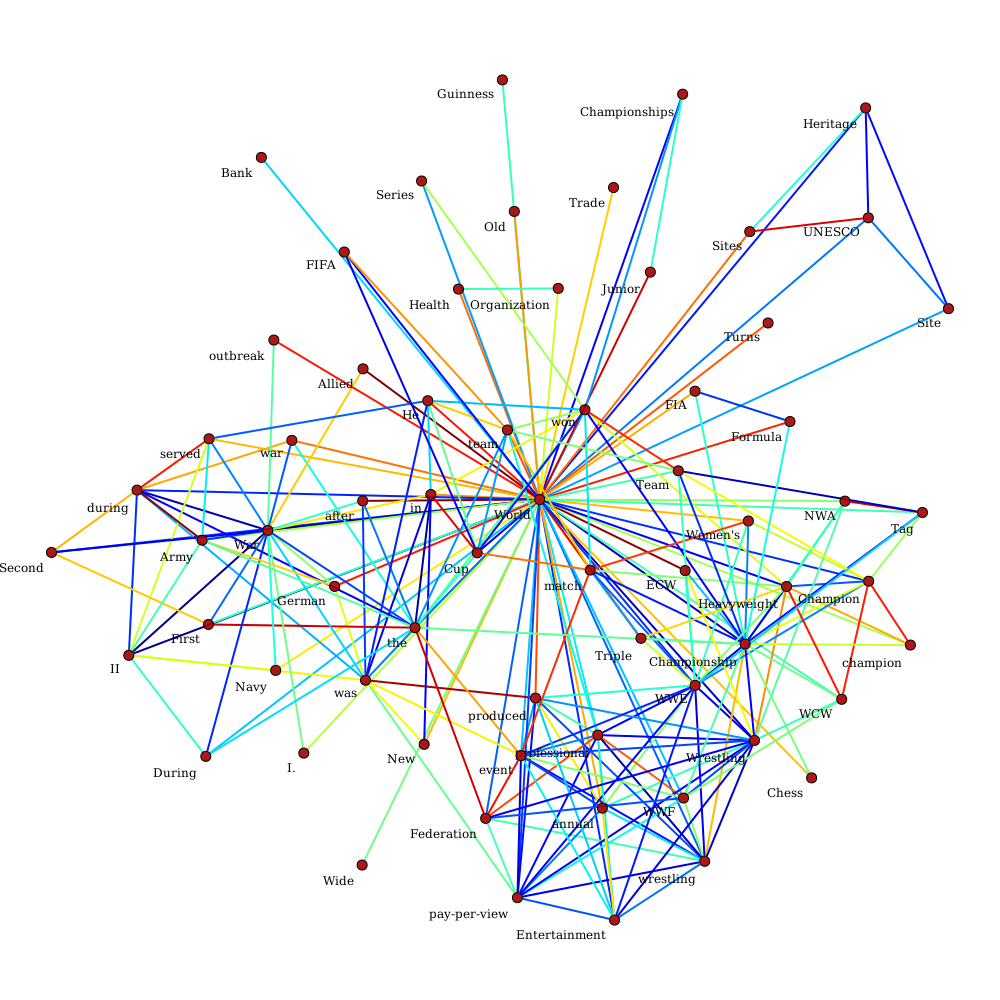 Guinness
Championships
Heritage
Bank
Series
Trade
Old
Sites
UNESCO
FIFA
Health
Organization
Junior
Site
Turns
outbreak
Allied
He
won
FIA
team
Formula
served
war
Team
during
after
in
World
NWA
Tag
Women's
War
Army
Second
Cup
match
ECW
Heavyweight
Champion
German
First
the
Triple
Championship
champion
II
Navy
was
WWE
WCW
produced
During
I.
New
event
professional
Wrestling
Chess
Federation
annual
WWF
Wide
wrestling
pay-per-view
Entertainment